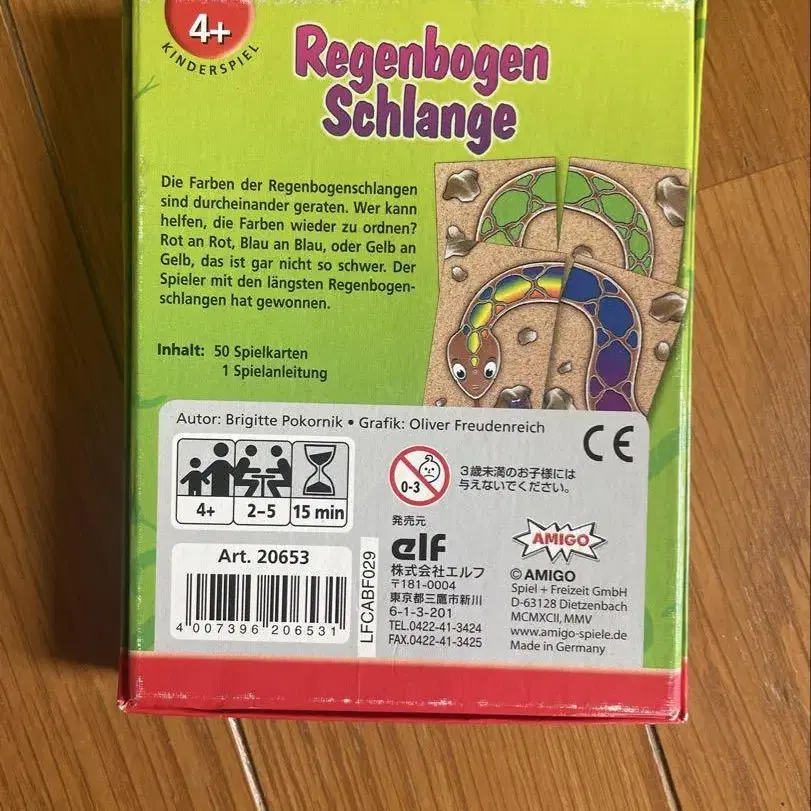 4+
KINDERSPIEL
Regenbogen
Schlange
Die Farben der Regenbogenschlangen
sind durcheinander geraten. Wer kann
helfen, die Farben wieder zu ordnen?
Rot an Rot, Blau an Blau, oder Gelb an
Gelb, das ist gar nicht so schwer. Der
Spieler mit den längsten Regenbogen-
schlangen hat gewonnen.
Inhalt: 50 Spielkarten
1 Spielanleitung
Autor: Brigitte Pokornik • Grafik: Oliver Freudenreich
CE
4+
2–5
15 min
0-3
3歳未満のお子様には
与えないでください。
Art. 20653
4 007396 206531
LFCABF029
発売元
elf
株式会社エルフ
〒181-0004
東京都三鷹市新川
6-1-3-201
TEL.0422-41-3424
FAX.0422-41-3425
AMIGO
© AMIGO
Spiel + Freizeit GmbH
D-63128 Dietzenbach
MCMXCII, MMV
www.amigo-spiele.de
Made in Germany